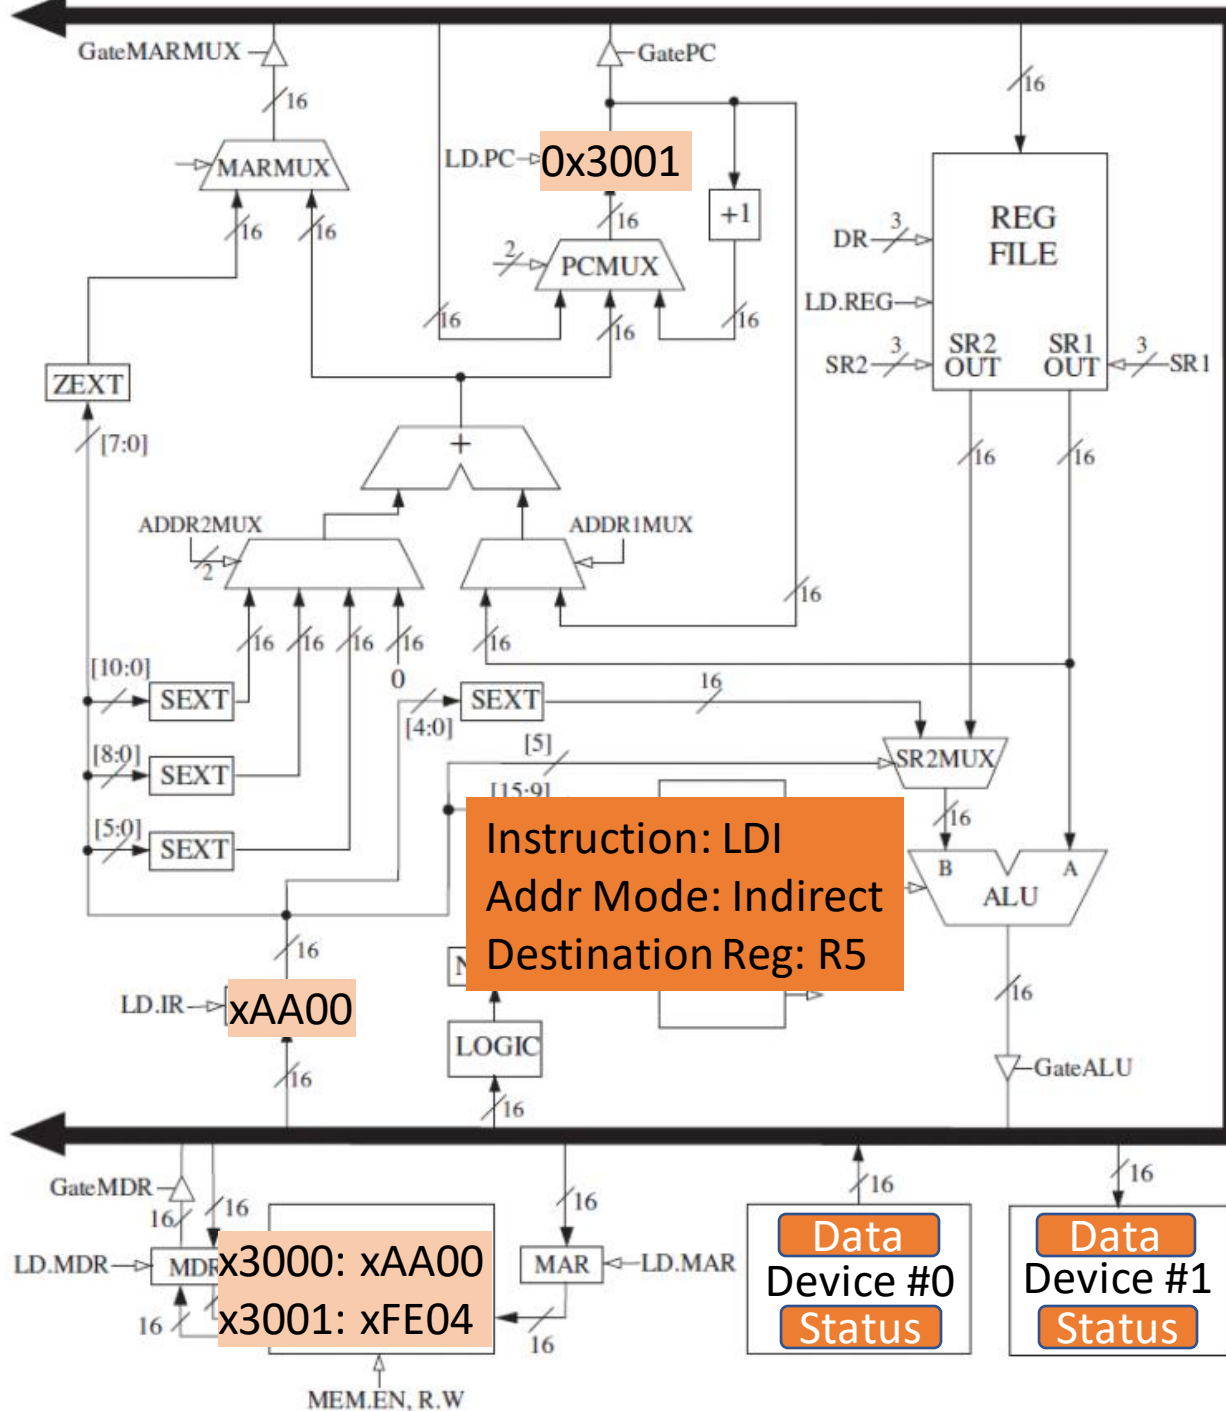 GateMARMUX
GatePC
16
16
MARMUX
LD.PC
0x3001
16
16
16
+1
2
PCMUX
16
16
16
REG
FILE
DR
3
LD.REG
SR2
3
SR2
OUT
SR1
OUT
3
SR1
ZEXT
[7:0]
+
16
16
ADDR2MUX
2
ADDR1MUX
16
16
16
16
16
16
0
[10:0]
SEXT
[8:0]
SEXT
[5:0]
SEXT
[4:0]
SEXT
16
[5]
SR2MUX
[15:9]
16
B
A
ALU
Instruction: LDI
Addr Mode: Indirect
Destination Reg: R5
16
LD.IR
xAA00
N
LOGIC
16
16
16
GateALU
GateMDR
16
16
LD.MDR
MDR
16
x3000: xAA00
x3001: xFE04
16
MAR
LD.MAR
16
MEM.EN, R.W
16
Data
Device #0
Status
16
Data
Device #1
Status